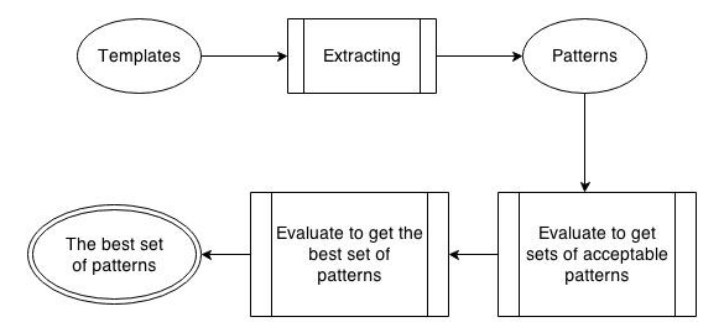 Templates
Extracting
Patterns
The best set
of patterns
Evaluate to get the
best set of
patterns
Evaluate to get
sets of acceptable
patterns